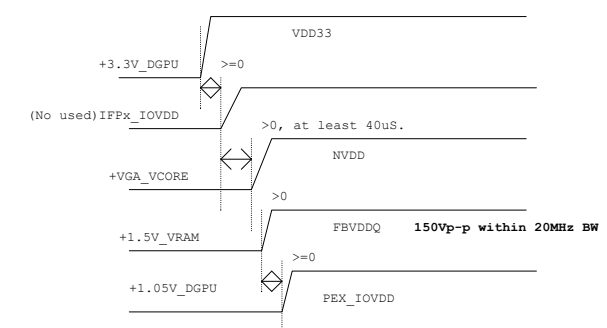 VDD33
+3.3V_DGPU >=0
(No used)IFPx_IOVDD
>0, at least 40uS.
NVDD
+VGA_VCORE
>0
FBVDDQ 150Vp-p within 20MHz BW
+1.5V_VRAM
>=0
+1.05V_DGPU
PEX_IOVDD